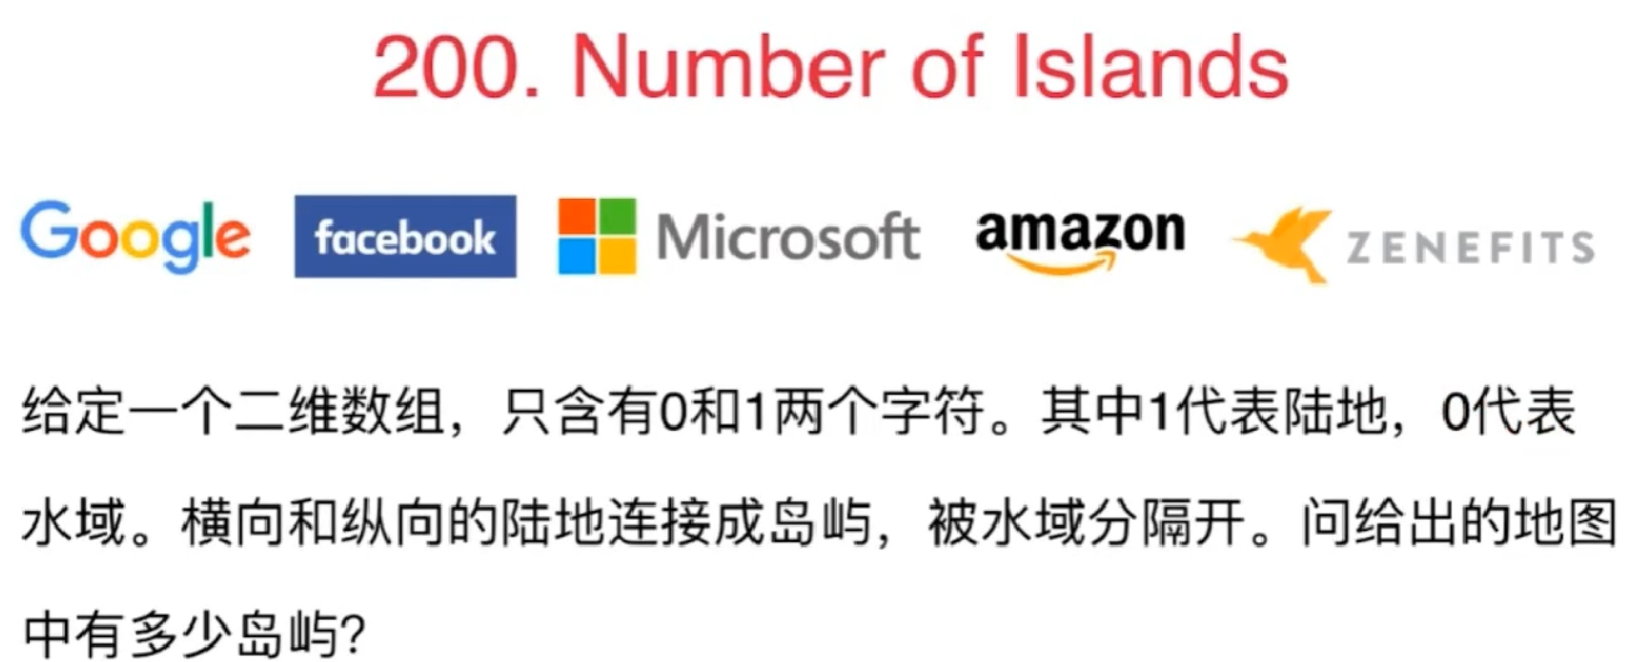 200. Number of Islands
Google facebook Microsoft amazon ZENEFITS
给定一个二维数组，只含有0和1两个字符。其中1代表陆地，0代表
水域。横向和纵向的陆地连接成岛屿，被水域分隔开。问给出的地图
中有多少岛屿？